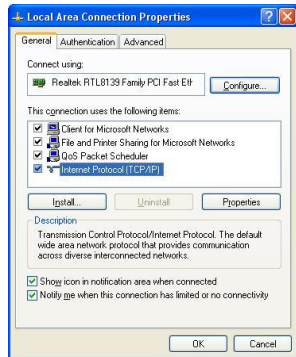 Local Area Connection Properties
General Authentication Advanced
Connect using:
Realtek RTL8139 Family PCI Fast Eth
Configure...
This connection uses the following items:
Client for Microsoft Networks
File and Printer Sharing for Microsoft Networks
QoS Packet Scheduler
Internet Protocol (TCP/IP)
Install... Uninstall Properties
Description
Transmission Control Protocol/Internet Protocol. The default
wide area network protocol that provides communication
across diverse interconnected networks.
Show icon in notification area when connected
Notify me when this connection has limited or no connectivity
OK Cancel